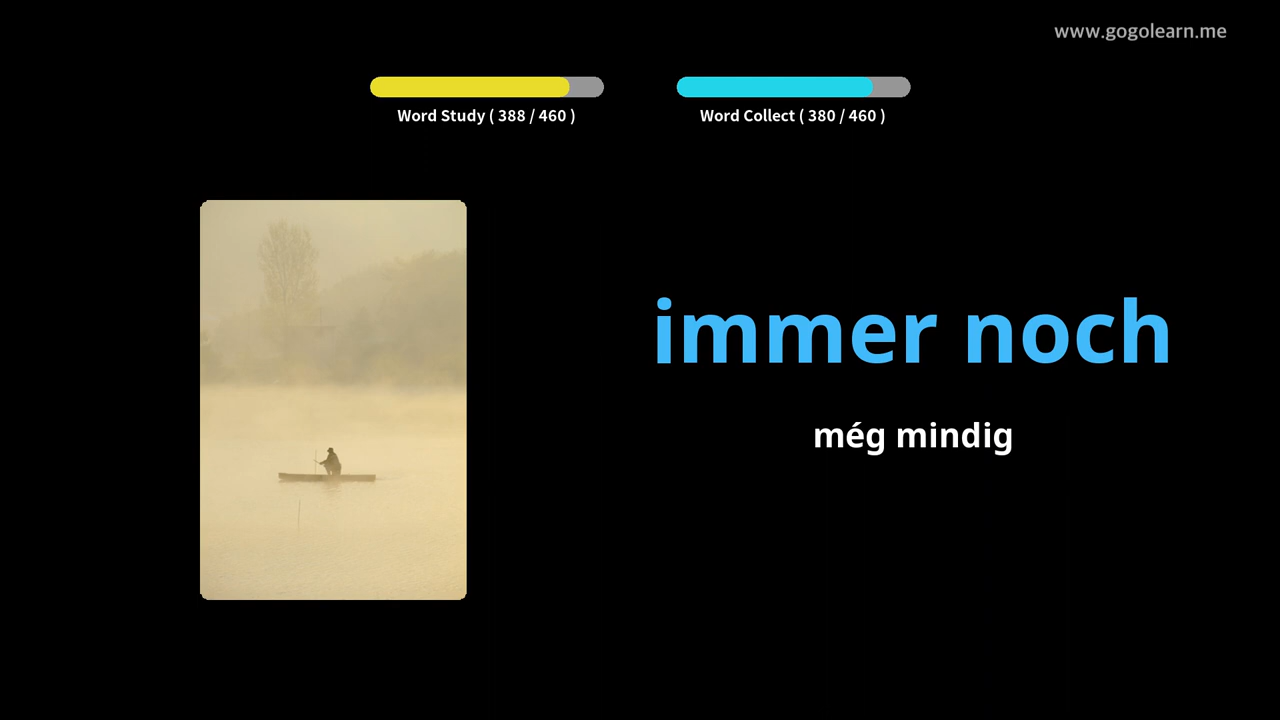 www.gogolearn.me
Word Study ( 388 / 460 )
Word Collect ( 380 / 460 )
immer noch
még mindig